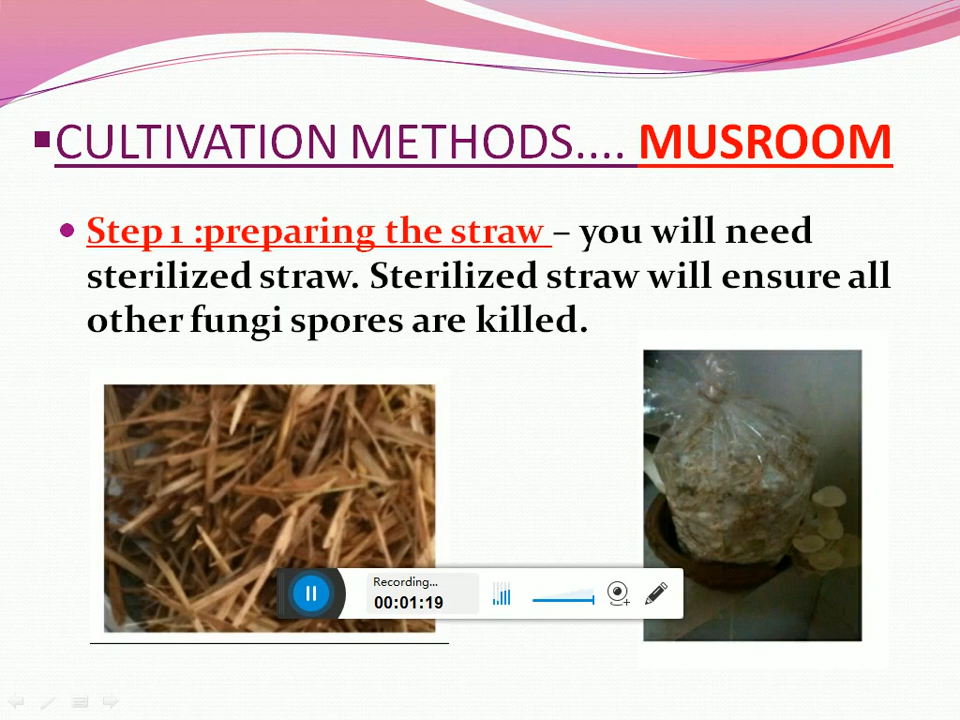 ▪CULTIVATION METHODS.... MUSROOM
• Step 1 :preparing the straw – you will need
sterilized straw. Sterilized straw will ensure all
other fungi spores are killed.
Recording...
00:01:19